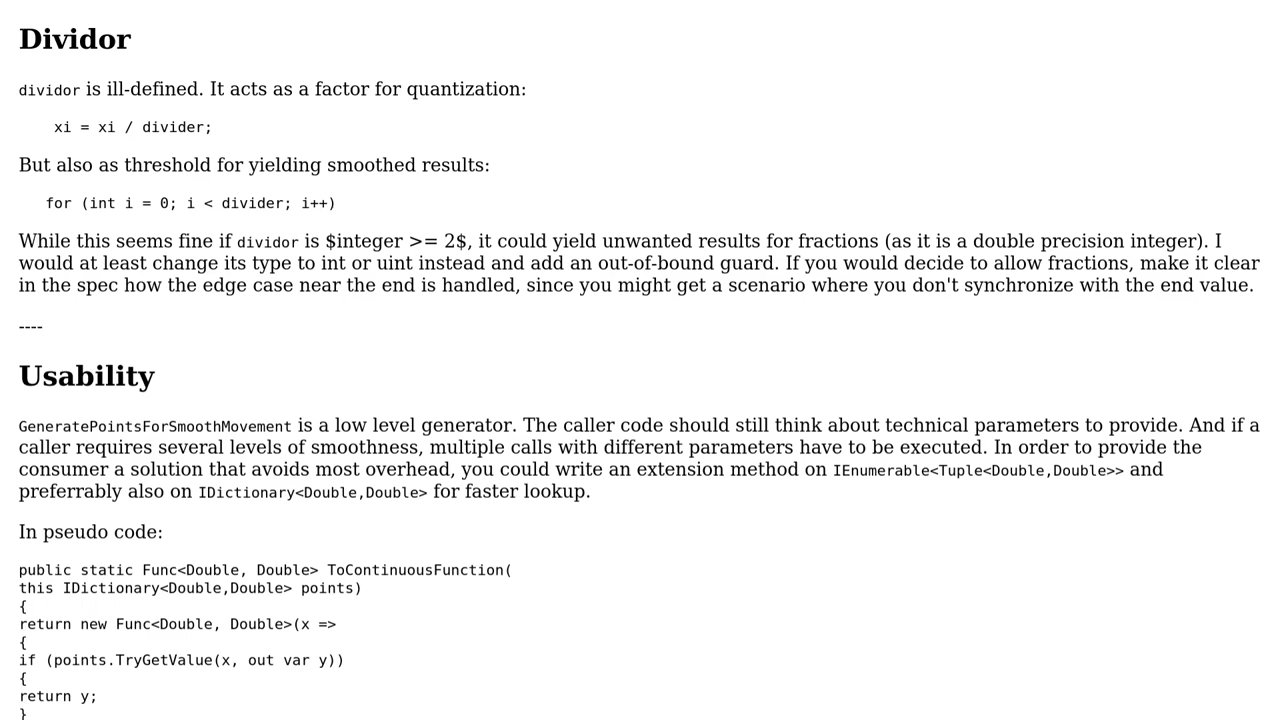 Dividor
dividor is ill-defined. It acts as a factor for quantization:
xi = xi / divider;
But also as threshold for yielding smoothed results:
for (int i = 0; i < divider; i++)
While this seems fine if dividor is $integer >= 2$, it could yield unwanted results for fractions (as it is a double precision integer). I
would at least change its type to int or uint instead and add an out-of-bound guard. If you would decide to allow fractions, make it clear
in the spec how the edge case near the end is handled, since you might get a scenario where you don't synchronize with the end value.
----
Usability
GeneratePointsForSmoothMovement is a low level generator. The caller code should still think about technical parameters to provide. And if a
caller requires several levels of smoothness, multiple calls with different parameters have to be executed. In order to provide the
consumer a solution that avoids most overhead, you could write an extension method on IEnumerable<Tuple<Double,Double>> and
preferrably also on IDictionary<Double,Double> for faster lookup.
In pseudo code:
public static Func<Double, Double> ToContinuousFunction(
this IDictionary<Double,Double> points)
{
return new Func<Double, Double>(x =>
{
if (points.TryGetValue(x, out var y))
{
return y;
}